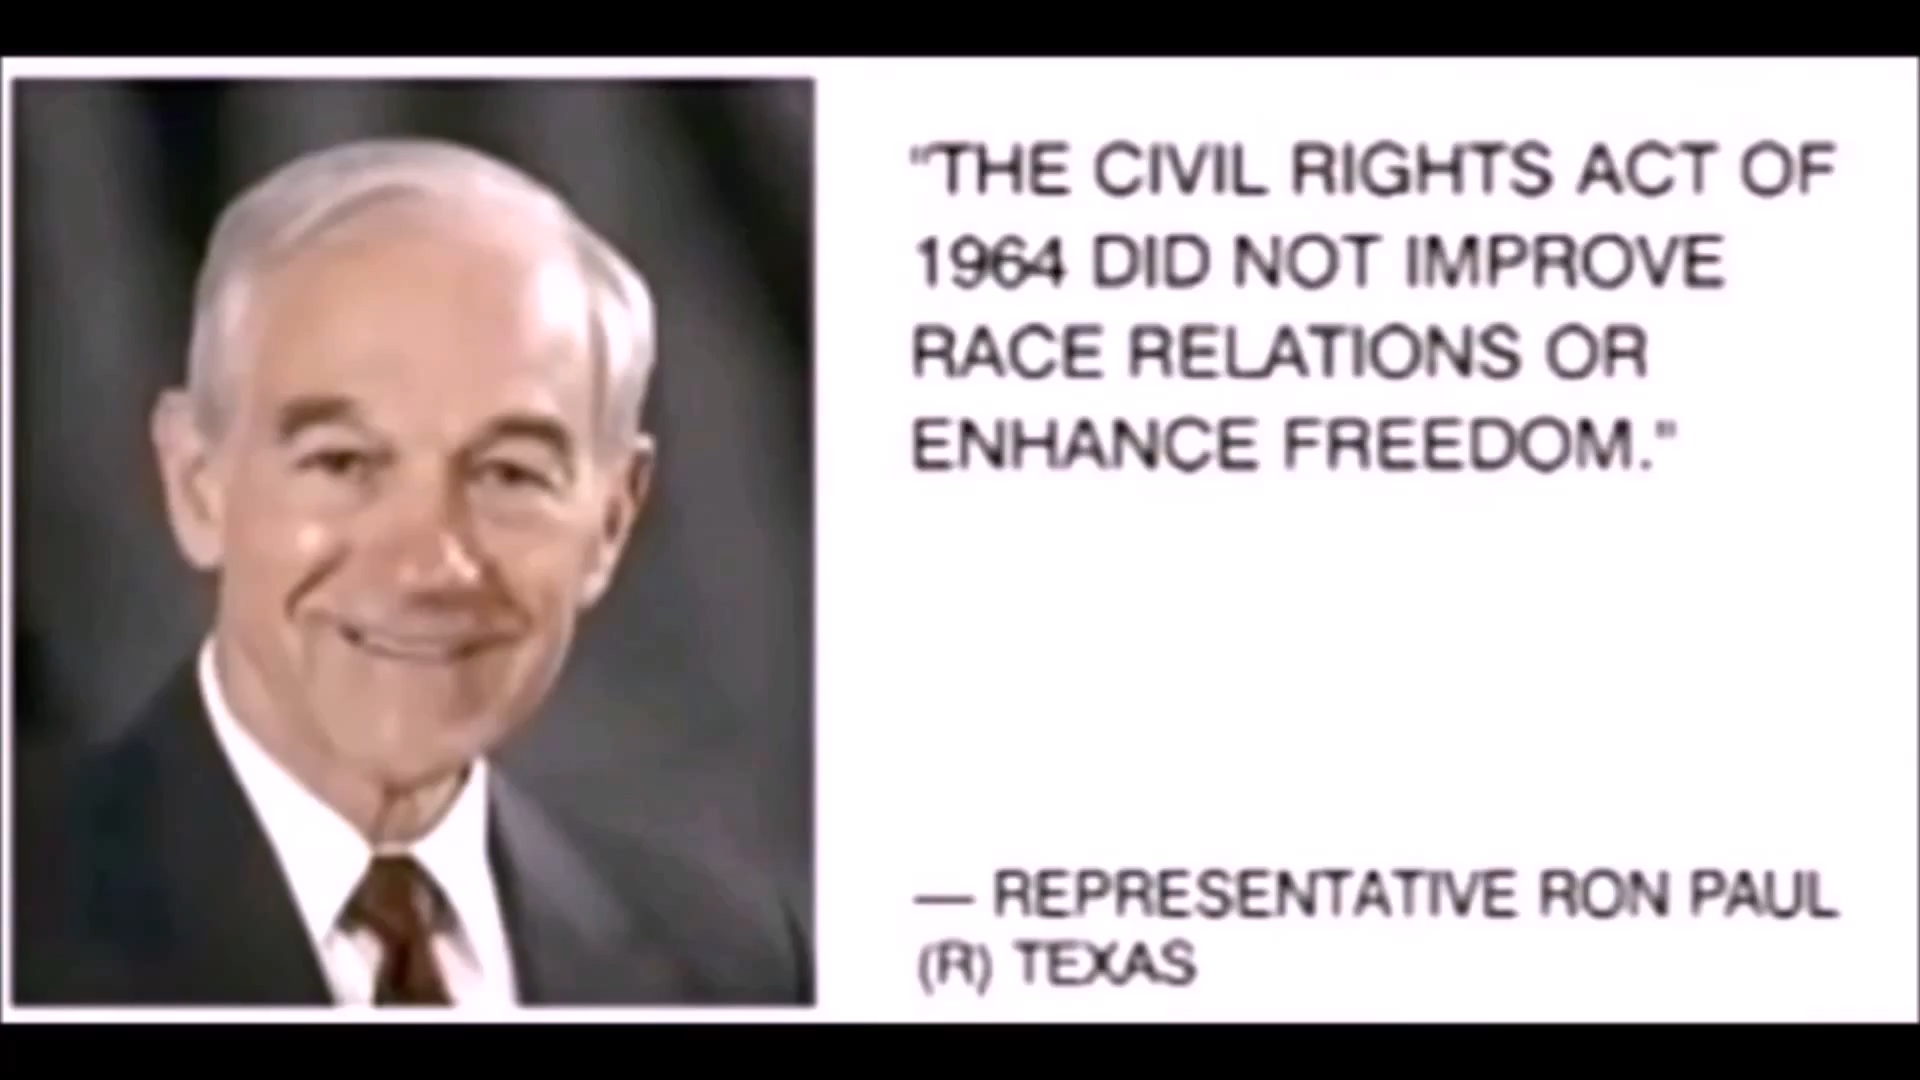 "THE CIVIL RIGHTS ACT OF
1964 DID NOT IMPROVE
RACE RELATIONS OR
ENHANCE FREEDOM."
— REPRESENTATIVE RON PAUL
(R) TEXAS